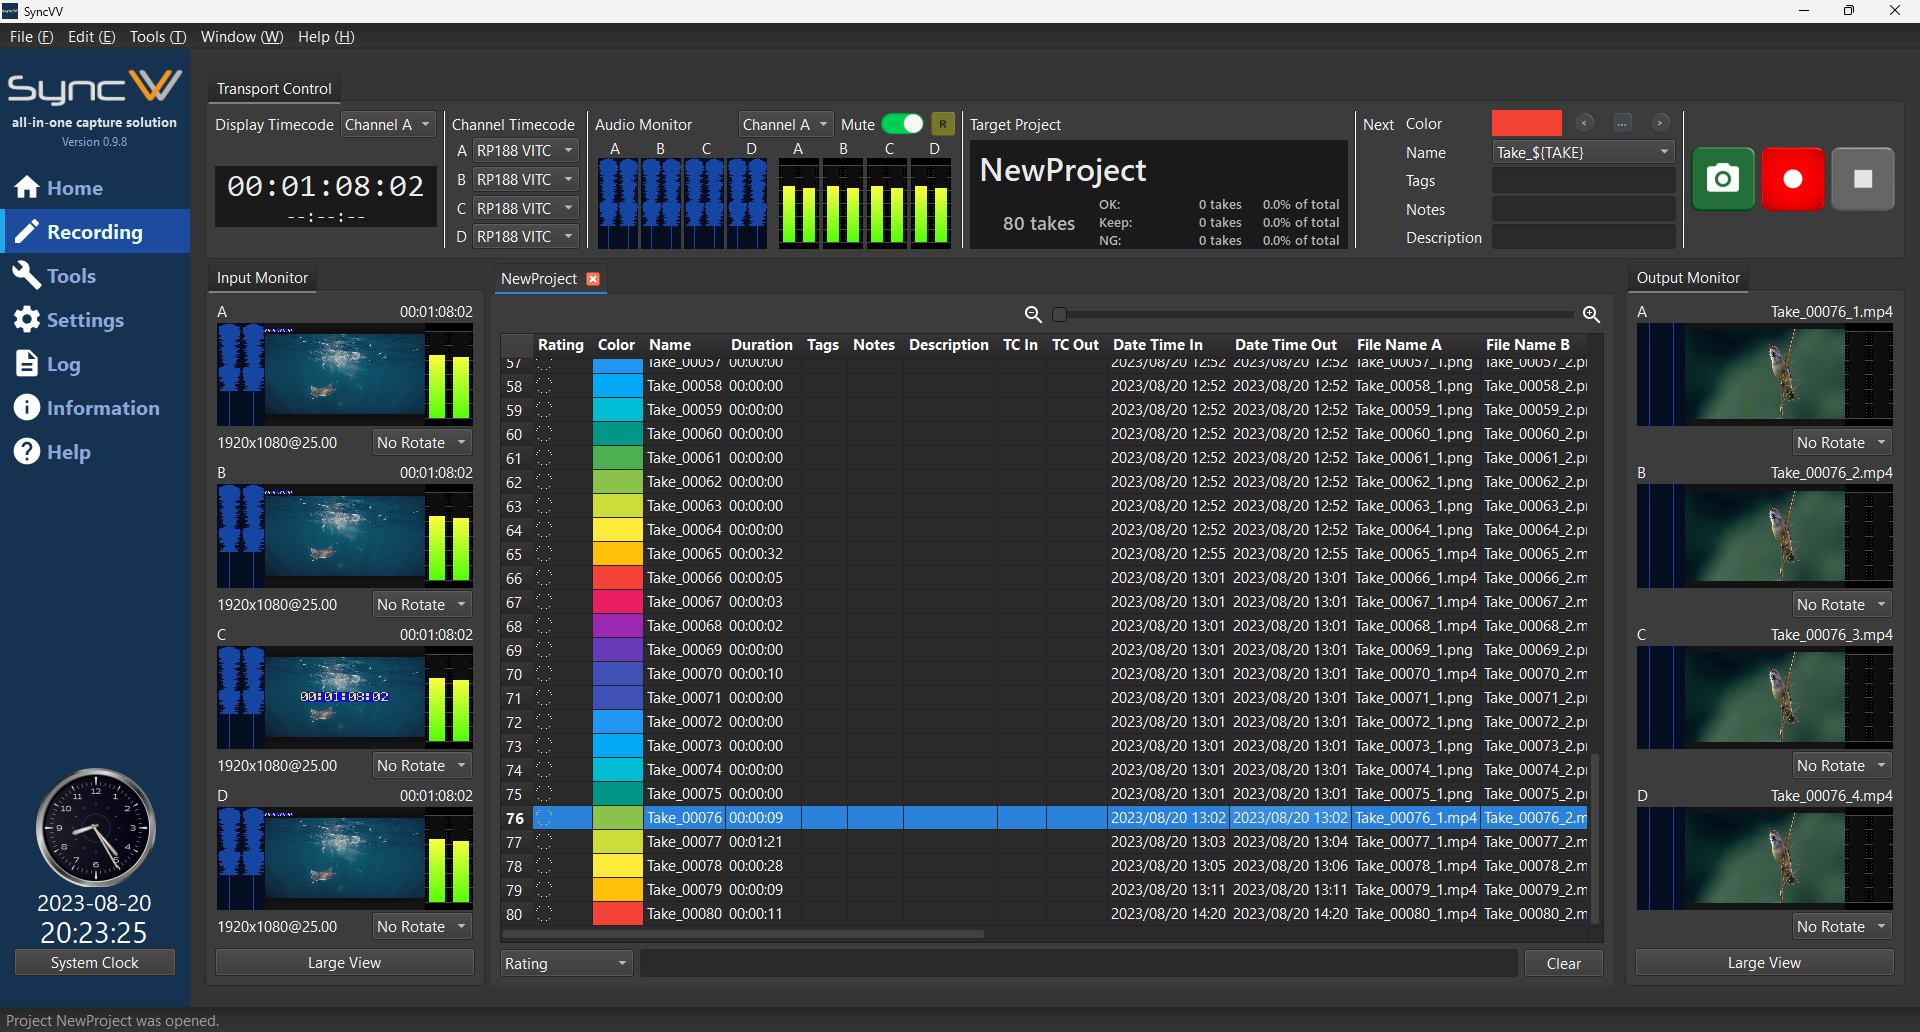 SyncVV
File (F) Edit (E) Tools (T) Window (W) Help (H)
SyncVV
all-in-one capture solution
Version 0.9.8
Home
Recording
Tools
Settings
Log
Information
Help
2023-08-20
20:23:25
System Clock
Transport Control
Display Timecode Channel A
00:01:08:02
--:--:--
Channel Timecode
A RP188 VITC
B RP188 VITC
C RP188 VITC
D RP188 VITC
Audio Monitor Channel A Mute R
A B C D A B C D
Target Project
NewProject
80 takes
OK: 0 takes 0.0% of total
Keep: 0 takes 0.0% of total
NG: 0 takes 0.0% of total
Next Color < ... >
Name Take_${TAKE}
Tags
Notes
Description
Input Monitor
A 00:01:08:02
1920x1080@25.00 No Rotate
B 00:01:08:02
1920x1080@25.00 No Rotate
C 00:01:08:02
00:01:08:02
1920x1080@25.00 No Rotate
D 00:01:08:02
1920x1080@25.00 No Rotate
Large View
NewProject
Rating Color Name Duration Tags Notes Description TC In TC Out Date Time In Date Time Out File Name A File Name B
57 Take_00057 00:00:00 2023/08/20 12:52 2023/08/20 12:52 Take_00057_1.png Take_00057_2.p
58 Take_00058 00:00:00 2023/08/20 12:52 2023/08/20 12:52 Take_00058_1.png Take_00058_2.p
59 Take_00059 00:00:00 2023/08/20 12:52 2023/08/20 12:52 Take_00059_1.png Take_00059_2.p
60 Take_00060 00:00:00 2023/08/20 12:52 2023/08/20 12:52 Take_00060_1.png Take_00060_2.p
61 Take_00061 00:00:00 2023/08/20 12:52 2023/08/20 12:52 Take_00061_1.png Take_00061_2.p
62 Take_00062 00:00:00 2023/08/20 12:52 2023/08/20 12:52 Take_00062_1.png Take_00062_2.p
63 Take_00063 00:00:00 2023/08/20 12:52 2023/08/20 12:52 Take_00063_1.png Take_00063_2.p
64 Take_00064 00:00:00 2023/08/20 12:52 2023/08/20 12:52 Take_00064_1.png Take_00064_2.p
65 Take_00065 00:00:32 2023/08/20 12:55 2023/08/20 12:55 Take_00065_1.mp4 Take_00065_2.m
66 Take_00066 00:00:05 2023/08/20 13:01 2023/08/20 13:01 Take_00066_1.mp4 Take_00066_2.m
67 Take_00067 00:00:03 2023/08/20 13:01 2023/08/20 13:01 Take_00067_1.mp4 Take_00067_2.m
68 Take_00068 00:00:02 2023/08/20 13:01 2023/08/20 13:01 Take_00068_1.mp4 Take_00068_2.m
69 Take_00069 00:00:00 2023/08/20 13:01 2023/08/20 13:01 Take_00069_1.png Take_00069_2.p
70 Take_00070 00:00:10 2023/08/20 13:01 2023/08/20 13:01 Take_00070_1.mp4 Take_00070_2.m
71 Take_00071 00:00:00 2023/08/20 13:01 2023/08/20 13:01 Take_00071_1.png Take_00071_2.p
72 Take_00072 00:00:00 2023/08/20 13:01 2023/08/20 13:01 Take_00072_1.png Take_00072_2.p
73 Take_00073 00:00:00 2023/08/20 13:01 2023/08/20 13:01 Take_00073_1.png Take_00073_2.p
74 Take_00074 00:00:00 2023/08/20 13:01 2023/08/20 13:01 Take_00074_1.png Take_00074_2.p
75 Take_00075 00:00:00 2023/08/20 13:01 2023/08/20 13:01 Take_00075_1.png Take_00075_2.p
76 Take_00076 00:00:09 2023/08/20 13:02 2023/08/20 13:02 Take_00076_1.mp4 Take_00076_2.m
77 Take_00077 00:01:21 2023/08/20 13:03 2023/08/20 13:04 Take_00077_1.mp4 Take_00077_2.m
78 Take_00078 00:00:28 2023/08/20 13:05 2023/08/20 13:06 Take_00078_1.mp4 Take_00078_2.m
79 Take_00079 00:00:09 2023/08/20 13:11 2023/08/20 13:11 Take_00079_1.mp4 Take_00079_2.m
80 Take_00080 00:00:11 2023/08/20 14:20 2023/08/20 14:20 Take_00080_1.mp4 Take_00080_2.m
Rating Clear
Output Monitor
A Take_00076_1.mp4
No Rotate
B Take_00076_2.mp4
No Rotate
C Take_00076_3.mp4
No Rotate
D Take_00076_4.mp4
No Rotate
Large View
Project NewProject was opened.